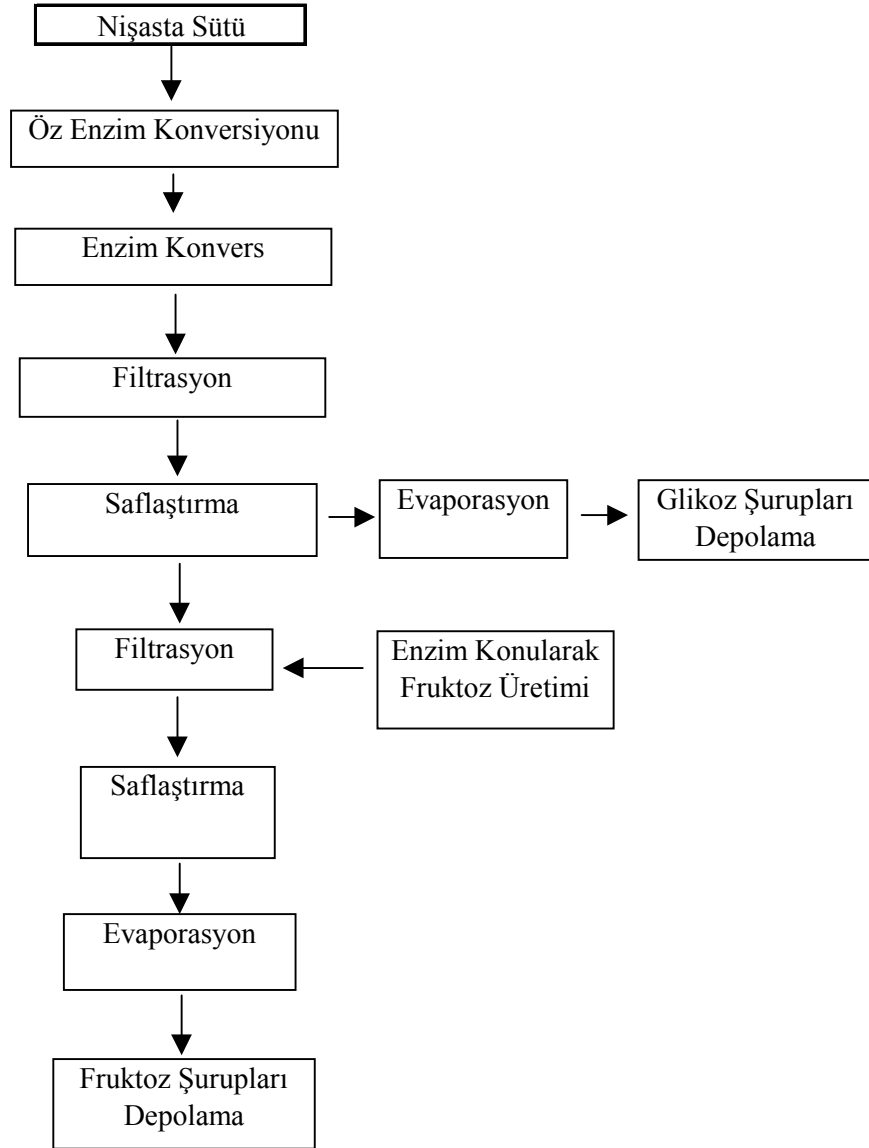 Nişasta Sütü
Öz Enzim Konversiyonu
Enzim Konvers
Filtrasyon
Saflaştırma
Evaporasyon
Glikoz Şurupları
Depolama
Filtrasyon
Enzim Konularak
Fruktoz Üretimi
Saflaştırma
Evaporasyon
Fruktoz Şurupları
Depolama